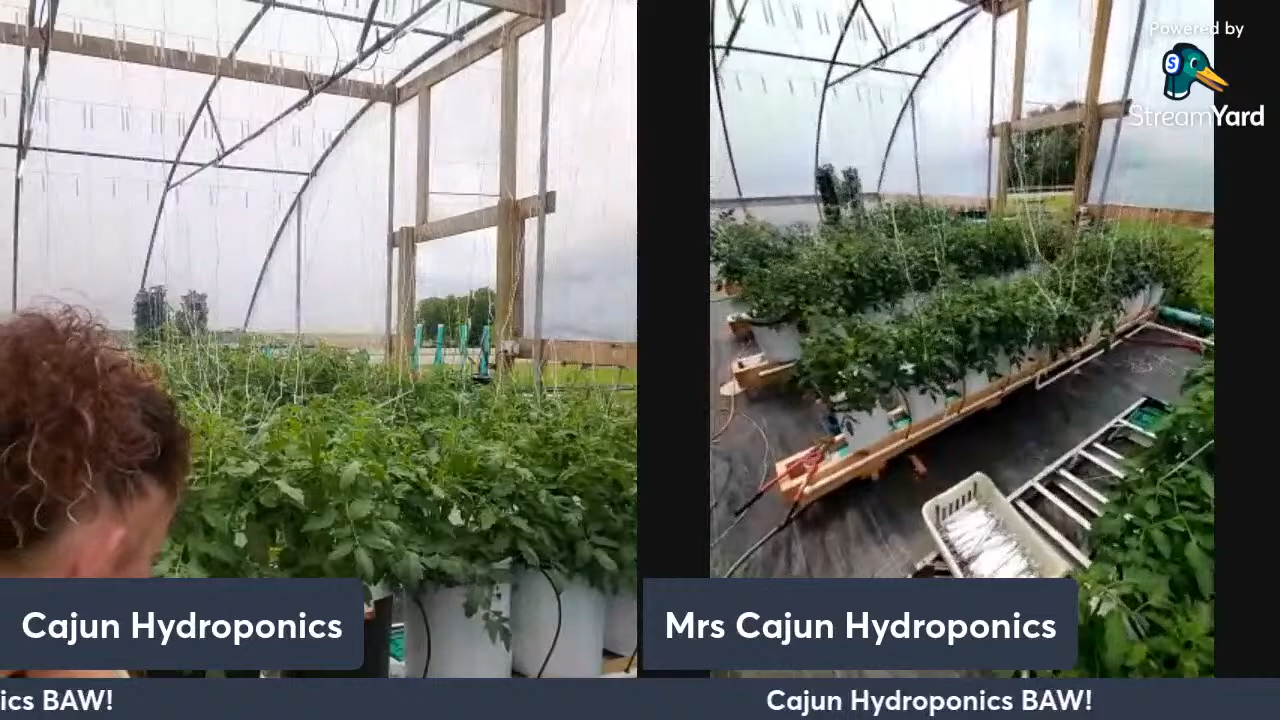 Powered by
S
StreamYard
Cajun Hydroponics
Mrs Cajun Hydroponics
ics BAW!
Cajun Hydroponics BAW!